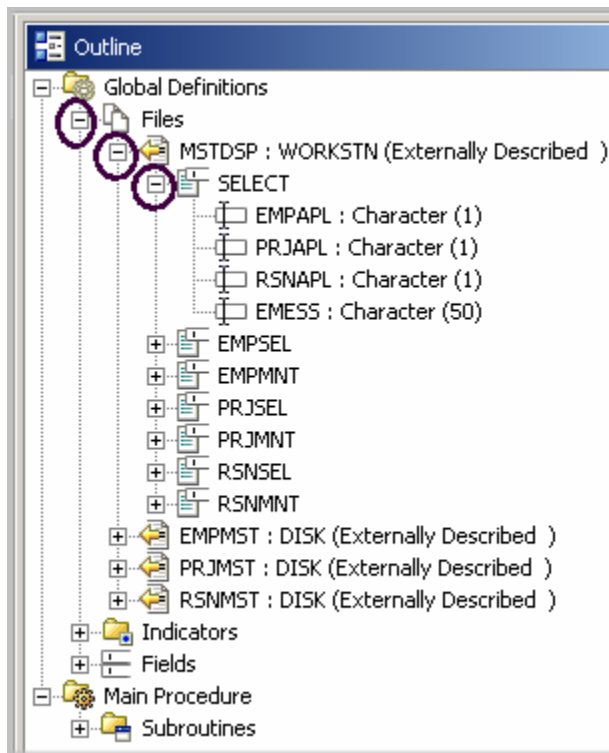 Outline
Global Definitions
Files
MSTDSP : WORKSTN (Externally Described  )
SELECT
EMPAPL : Character (1)
PRJAPL : Character (1)
RSNAPL : Character (1)
EMESS : Character (50)
EMPSEL
EMPMNT
PRJSEL
PRJMNT
RSNSEL
RSNMNT
EMPMST : DISK (Externally Described  )
PRJMST : DISK (Externally Described  )
RSNMST : DISK (Externally Described  )
Indicators
Fields
Main Procedure
Subroutines